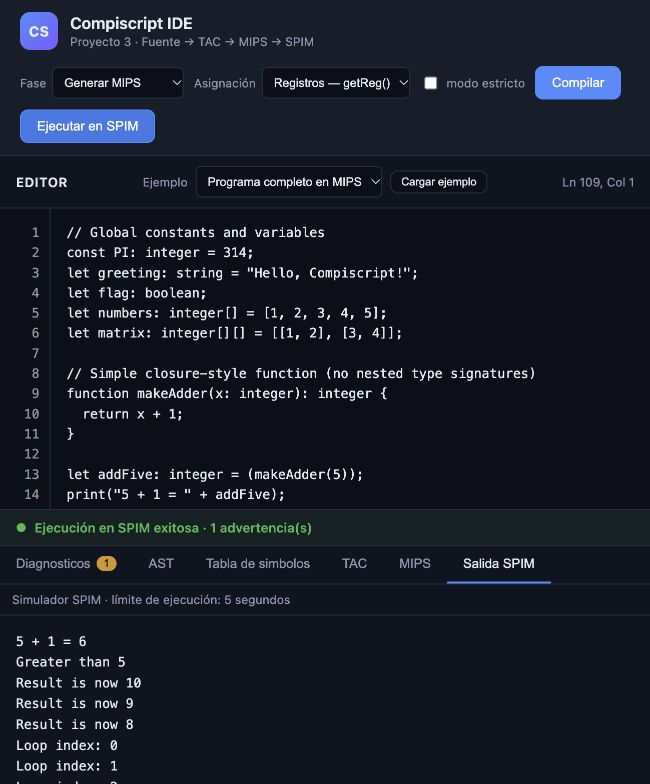 CS
Compiscript IDE
Proyecto 3 · Fuente → TAC → MIPS → SPIM
Fase Generar MIPS Asignación Registros — getReg() modo estricto Compilar
Ejecutar en SPIM
EDITOR Ejemplo Programa completo en MIPS Cargar ejemplo Ln 109, Col 1
1 // Global constants and variables
2 const PI: integer = 314;
3 let greeting: string = "Hello, Compiscript!";
4 let flag: boolean;
5 let numbers: integer[] = [1, 2, 3, 4, 5];
6 let matrix: integer[][] = [[1, 2], [3, 4]];
7
8 // Simple closure-style function (no nested type signatures)
9 function makeAdder(x: integer): integer {
10   return x + 1;
11 }
12
13 let addFive: integer = (makeAdder(5));
14 print("5 + 1 = " + addFive);
Ejecución en SPIM exitosa · 1 advertencia(s)
Diagnosticos 1 AST Tabla de simbolos TAC MIPS Salida SPIM
Simulador SPIM · límite de ejecución: 5 segundos
5 + 1 = 6
Greater than 5
Result is now 10
Result is now 9
Result is now 8
Loop index: 0
Loop index: 1